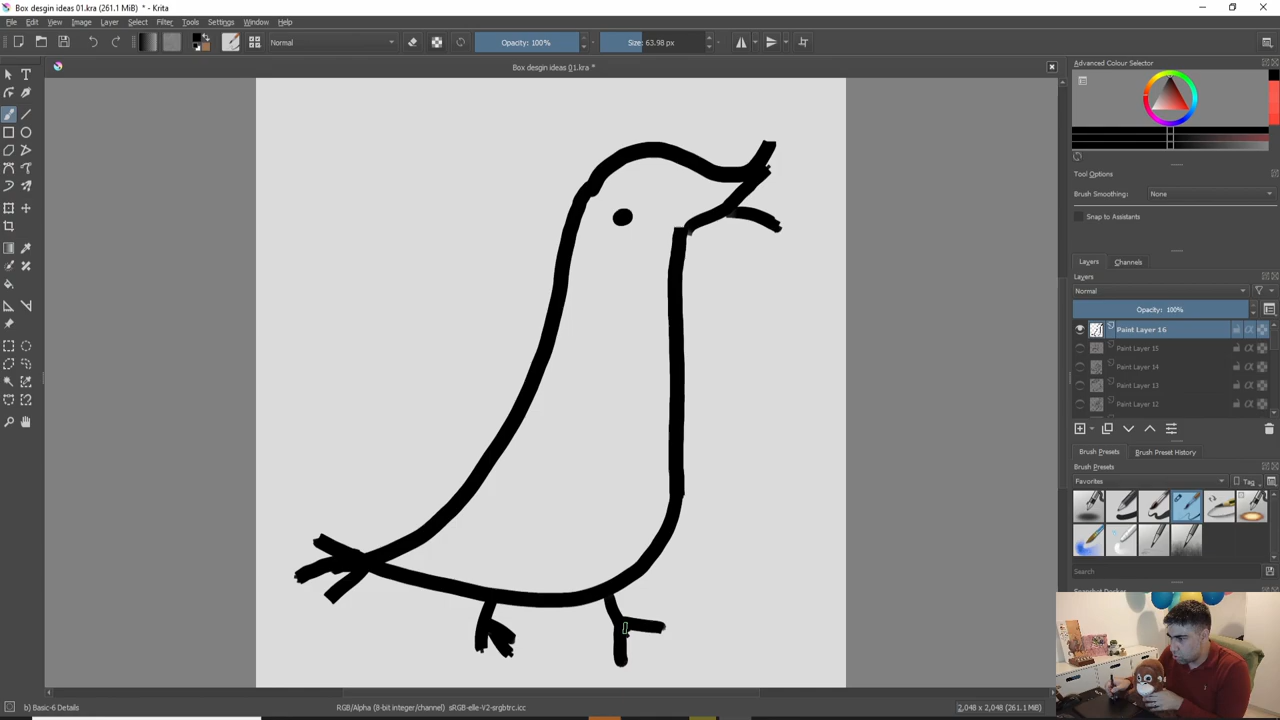 Box desgin ideas 01.kra (261.1 MiB) * - Krita
File Edit View Image Layer Select Filter Tools Settings Window Help
Normal Opacity: 100% Size: 63.98 px
Box desgin ideas 01.kra *
Advanced Colour Selector
Tool Options
Brush Smoothing: None
Snap to Assistants
Layers Channels
Layers
Normal
Opacity: 100%
Paint Layer 16
Paint Layer 15
Paint Layer 14
Paint Layer 13
Paint Layer 12
Brush Presets Brush Preset History
Brush Presets
Favorites Tag
Search
b) Basic-6 Details RGB/Alpha (8-bit integer/channel) sRGB-elle-V2-srgbtrc.icc 2,048 x 2,048 (261.1 MiB)